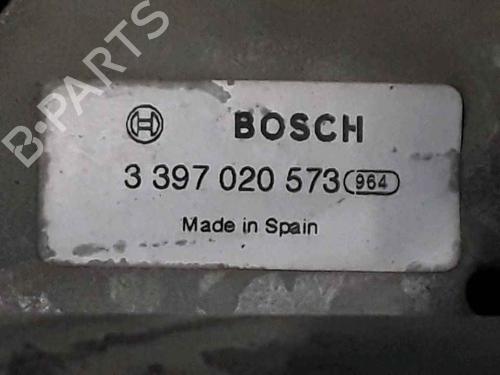 B-PARTS
BOSCH
3 397 020 573 964
Made in Spain